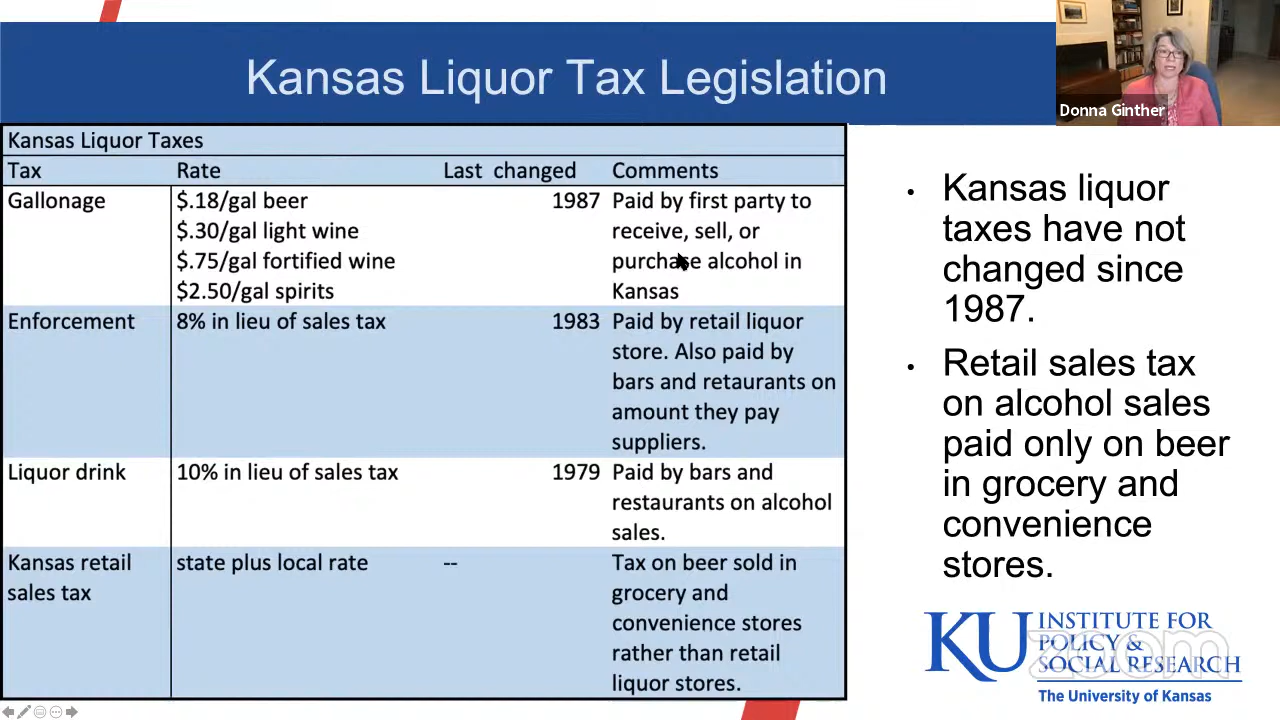 Kansas Liquor Tax Legislation
Donna Ginther
Kansas Liquor Taxes
Tax Rate Last changed Comments
Gallonage $.18/gal beer 1987 Paid by first party to
$.30/gal light wine receive, sell, or
$.75/gal fortified wine purchase alcohol in
$2.50/gal spirits Kansas
Enforcement 8% in lieu of sales tax 1983 Paid by retail liquor
store. Also paid by
bars and retaurants on
amount they pay
suppliers.
Liquor drink 10% in lieu of sales tax 1979 Paid by bars and
restaurants on alcohol
sales.
Kansas retail state plus local rate -- Tax on beer sold in
sales tax grocery and
convenience stores
rather than retail
liquor stores.
• Kansas liquor
taxes have not
changed since
1987.
• Retail sales tax
on alcohol sales
paid only on beer
in grocery and
convenience
stores.
KU INSTITUTE FOR
POLICY &
SOCIAL RESEARCH
The University of Kansas
zoom